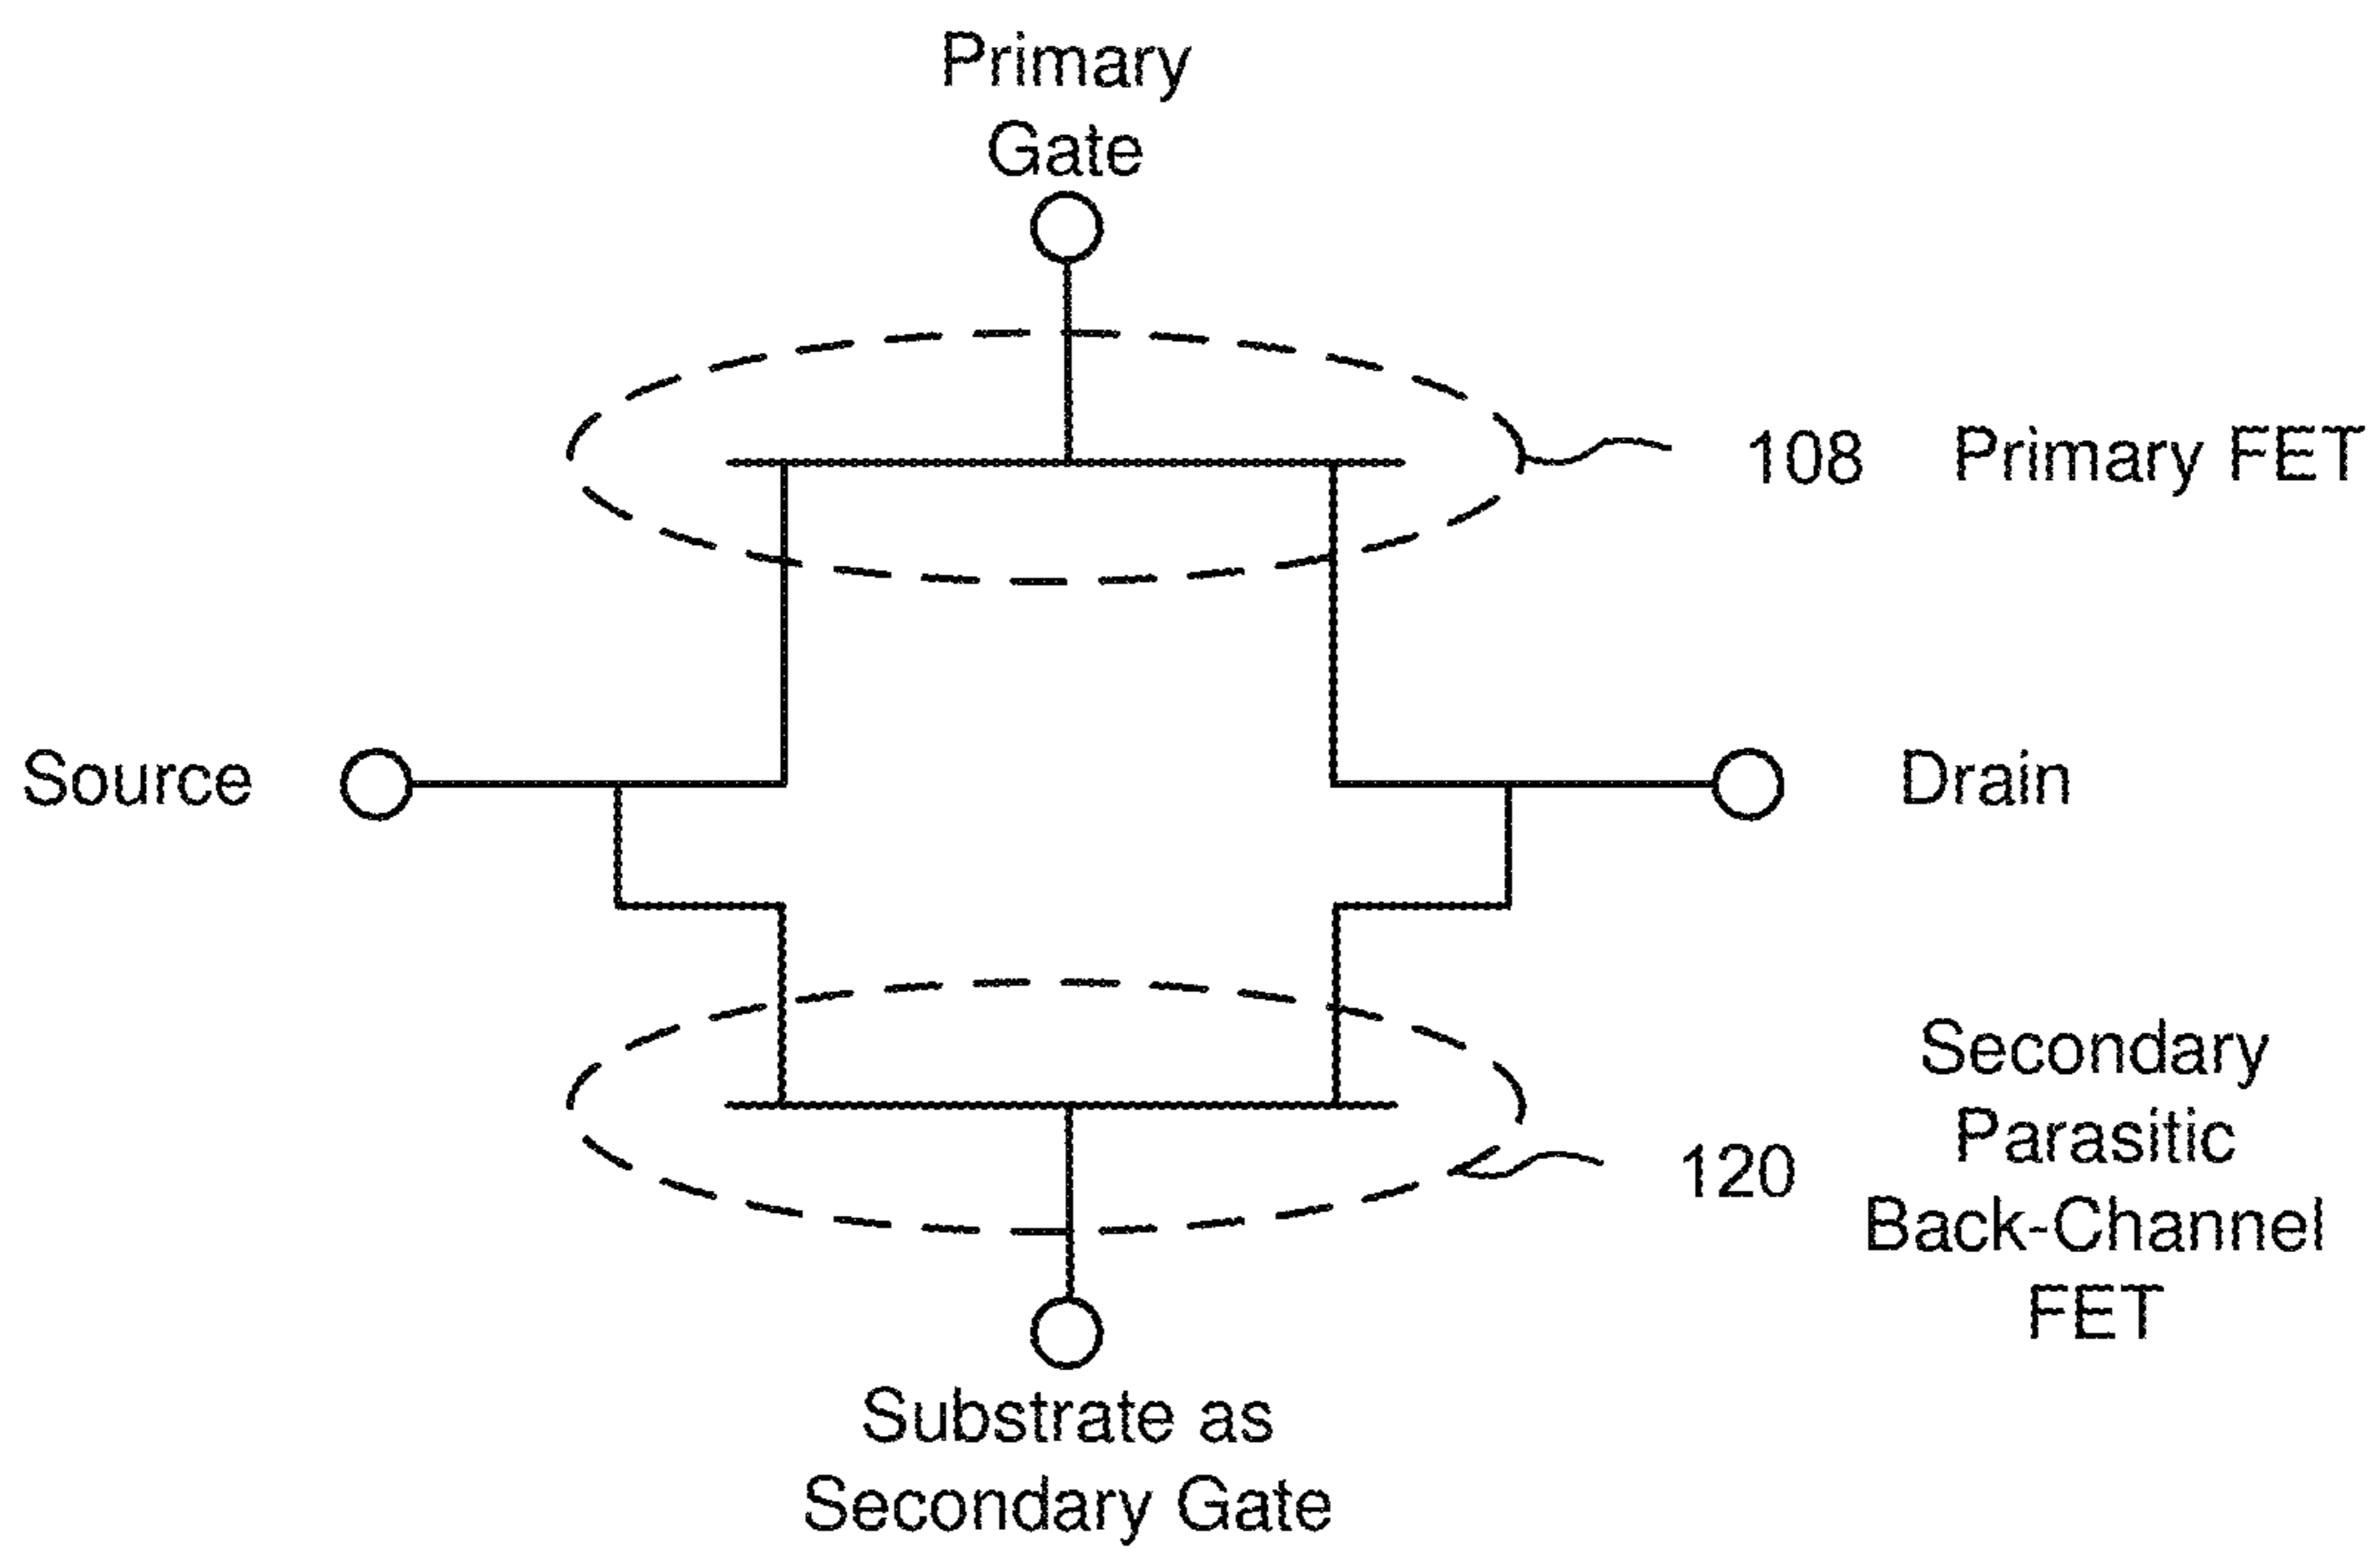 Primary
Gate
108 Primary FET
Source
Drain
120
Secondary
Parasitic
Back-Channel
FET
Substrate as
Secondary Gate